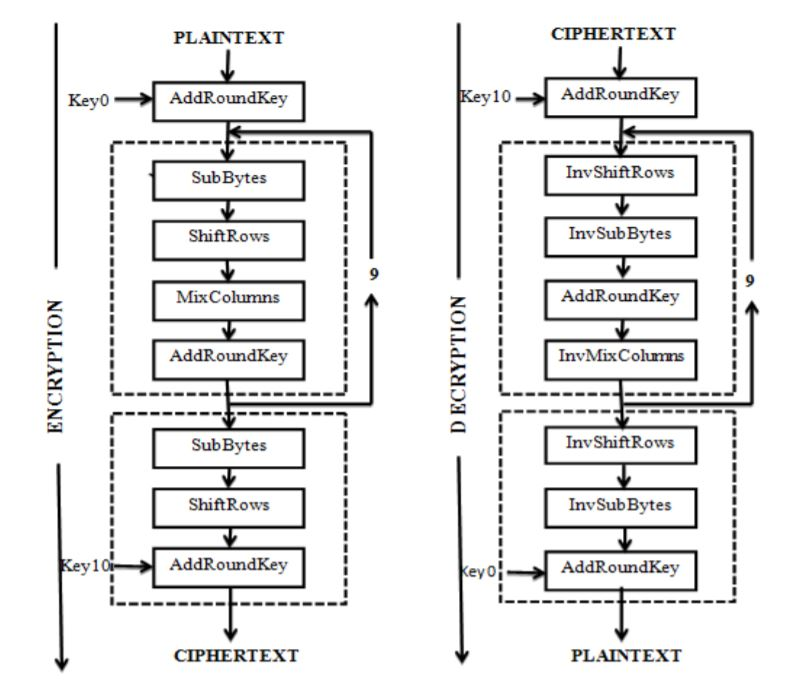 PLAINTEXT
Key0
AddRoundKey
SubBytes
ShiftRows
MixColumns
AddRoundKey
9
SubBytes
ShiftRows
Key10
AddRoundKey
CIPHERTEXT
ENCRYPTION
CIPHERTEXT
Key10
AddRoundKey
InvShiftRows
InvSubBytes
AddRoundKey
InvMixColumns
9
InvShiftRows
InvSubBytes
Key0
AddRoundKey
PLAINTEXT
DECRYPTION